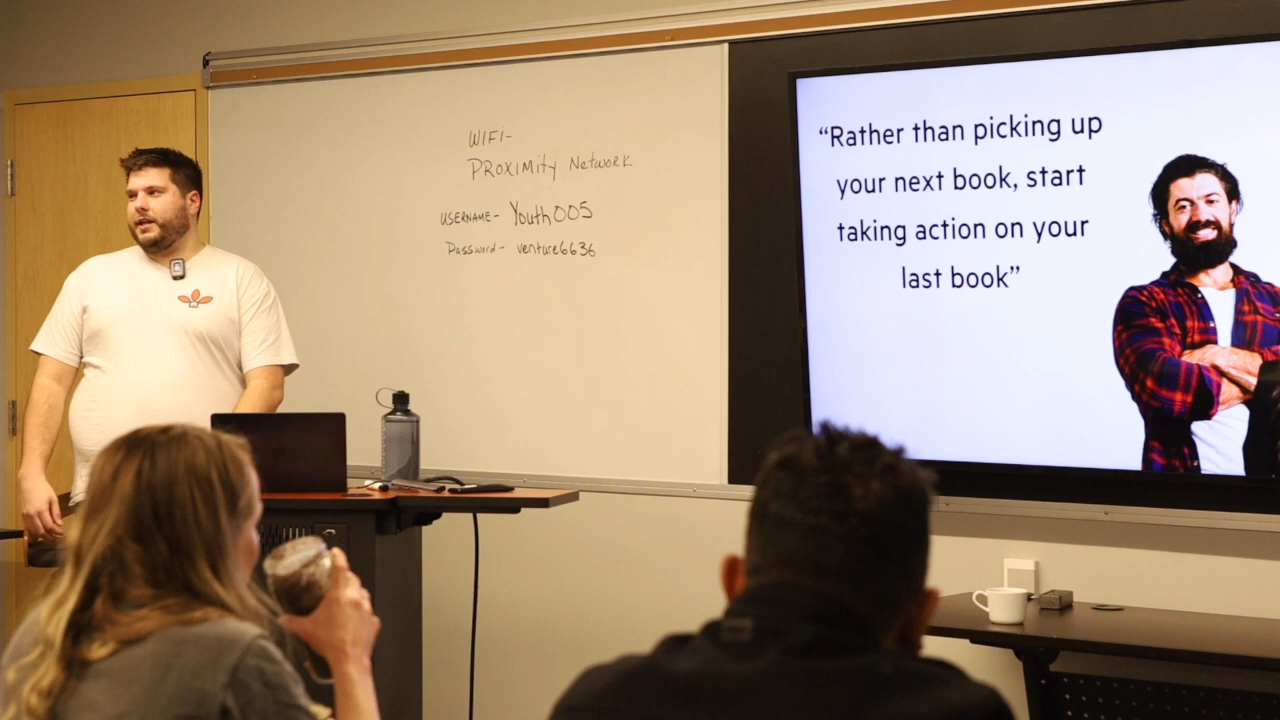 WIFI-
PROXIMity Network
USERNAME- Youth005
Password- venture6636
“Rather than picking up
your next book, start
taking action on your
last book”